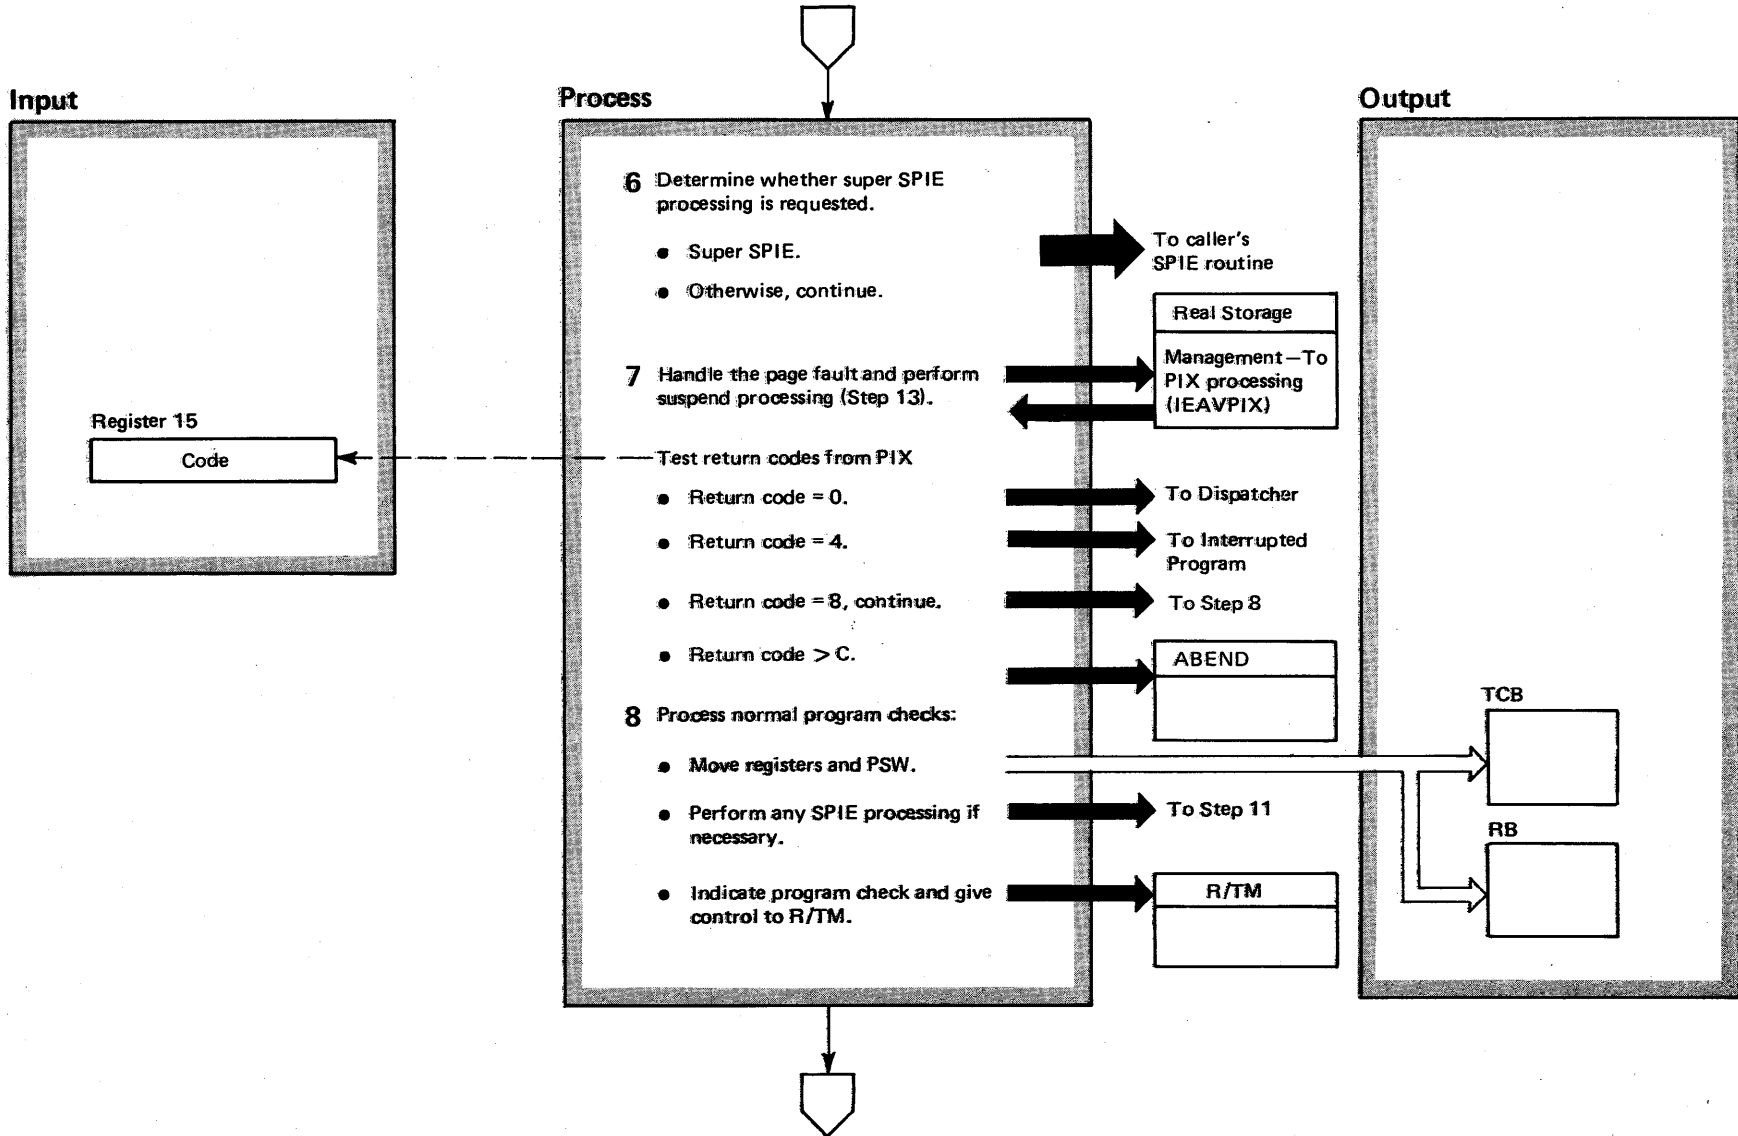 Input
Process
Output
6 Determine whether super SPIE
processing is requested.
• Super SPIE.
To caller's
SPIE routine
• Otherwise, continue.
Real Storage
Management—To
PIX processing
(IEAVPIX)
7 Handle the page fault and perform
suspend processing (Step 13).
Register 15
Code
Test return codes from PIX
• Return code = 0.
To Dispatcher
• Return code = 4.
To Interrupted
Program
• Return code = 8, continue.
To Step 8
• Return code > C.
ABEND
8 Process normal program checks:
TCB
• Move registers and PSW.
• Perform any SPIE processing if
necessary.
To Step 11
RB
• Indicate program check and give
control to R/TM.
R/TM